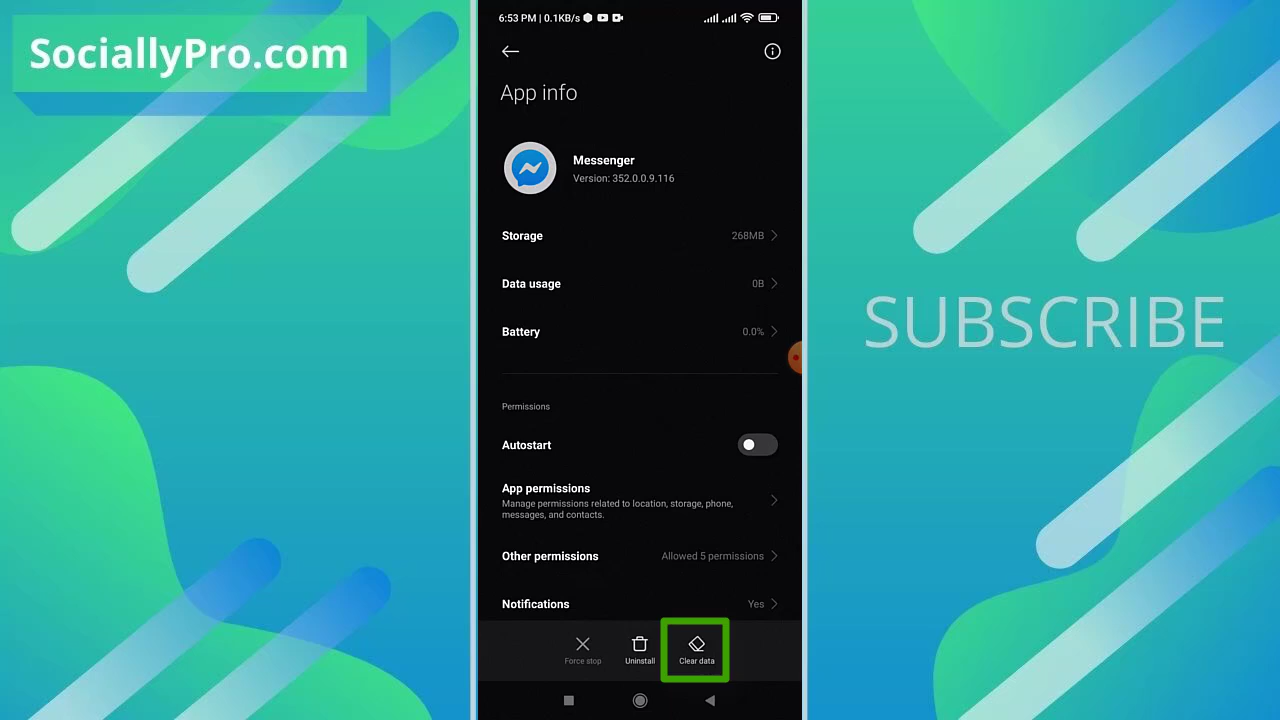 SociallyPro.com
6:53 PM | 0.1KB/s
App info
Messenger
Version: 352.0.0.9.116
Storage 268MB
Data usage 0B
Battery 0.0%
SUBSCRIBE
Permissions
Autostart
App permissions
Manage permissions related to location, storage, phone,
messages, and contacts.
Other permissions Allowed 5 permissions
Notifications Yes
Force stop Uninstall Clear data